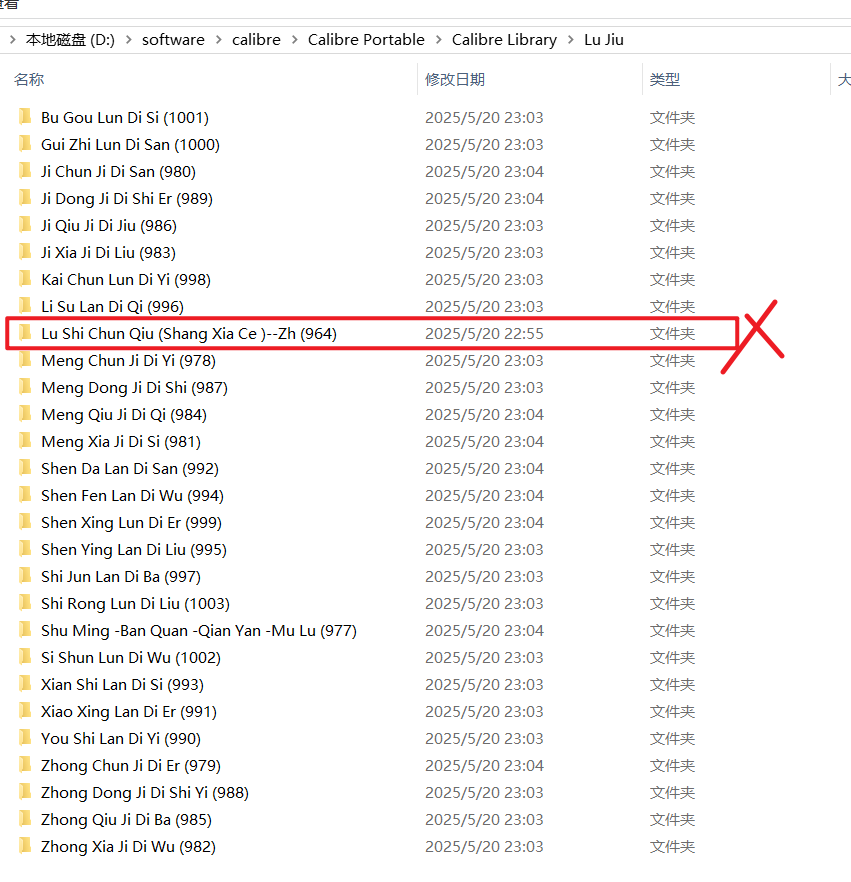 查看
本地磁盘 (D:) > software > calibre > Calibre Portable > Calibre Library > Lu Jiu
名称 修改日期 类型 大
Bu Gou Lun Di Si (1001) 2025/5/20 23:03 文件夹
Gui Zhi Lun Di San (1000) 2025/5/20 23:03 文件夹
Ji Chun Ji Di San (980) 2025/5/20 23:04 文件夹
Ji Dong Ji Di Shi Er (989) 2025/5/20 23:04 文件夹
Ji Qiu Ji Di Jiu (986) 2025/5/20 23:03 文件夹
Ji Xia Ji Di Liu (983) 2025/5/20 23:03 文件夹
Kai Chun Lun Di Yi (998) 2025/5/20 23:03 文件夹
Li Su Lan Di Qi (996) 2025/5/20 23:03 文件夹
Lu Shi Chun Qiu (Shang Xia Ce )--Zh (964) 2025/5/20 22:55 文件夹
Meng Chun Ji Di Yi (978) 2025/5/20 23:04 文件夹
Meng Dong Ji Di Shi (987) 2025/5/20 23:03 文件夹
Meng Qiu Ji Di Qi (984) 2025/5/20 23:04 文件夹
Meng Xia Ji Di Si (981) 2025/5/20 23:04 文件夹
Shen Da Lan Di San (992) 2025/5/20 23:04 文件夹
Shen Fen Lan Di Wu (994) 2025/5/20 23:04 文件夹
Shen Xing Lun Di Er (999) 2025/5/20 23:04 文件夹
Shen Ying Lan Di Liu (995) 2025/5/20 23:03 文件夹
Shi Jun Lan Di Ba (997) 2025/5/20 23:03 文件夹
Shi Rong Lun Di Liu (1003) 2025/5/20 23:03 文件夹
Shu Ming -Ban Quan -Qian Yan -Mu Lu (977) 2025/5/20 23:04 文件夹
Si Shun Lun Di Wu (1002) 2025/5/20 23:03 文件夹
Xian Shi Lan Di Si (993) 2025/5/20 23:03 文件夹
Xiao Xing Lan Di Er (991) 2025/5/20 23:03 文件夹
You Shi Lan Di Yi (990) 2025/5/20 23:03 文件夹
Zhong Chun Ji Di Er (979) 2025/5/20 23:04 文件夹
Zhong Dong Ji Di Shi Yi (988) 2025/5/20 23:03 文件夹
Zhong Qiu Ji Di Ba (985) 2025/5/20 23:03 文件夹
Zhong Xia Ji Di Wu (982) 2025/5/20 23:03 文件夹